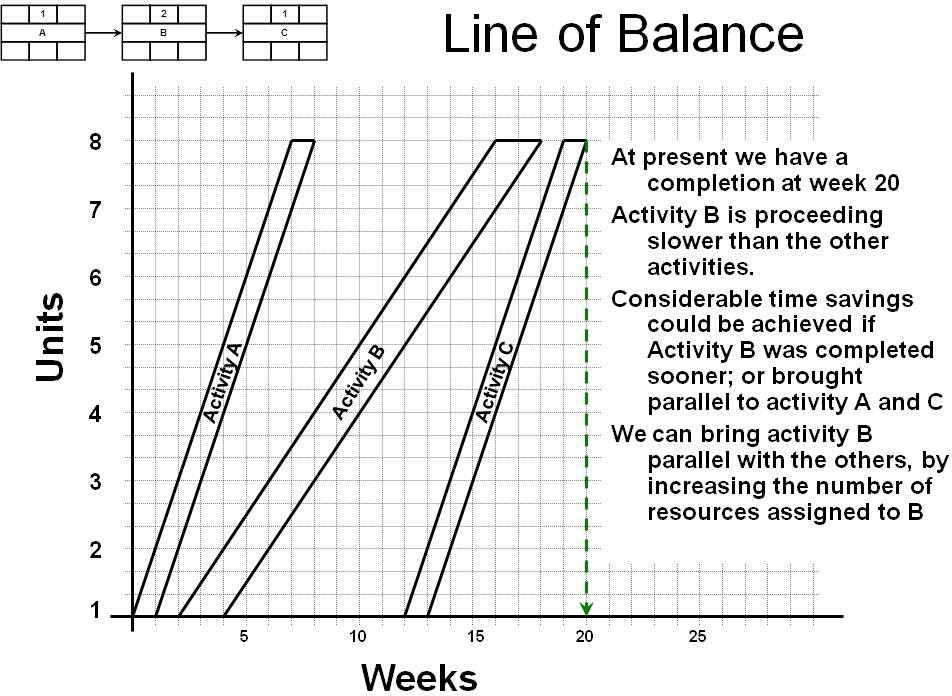 1 2 1
A B C
Line of Balance
8
7
6
5
4
3
2
1
Units
Activity A
Activity B
Activity C
5 10 15 20 25
Weeks
At present we have a
completion at week 20
Activity B is proceeding
slower than the other
activities.
Considerable time savings
could be achieved if
Activity B was completed
sooner; or brought
parallel to activity A and C
We can bring activity B
parallel with the others, by
increasing the number of
resources assigned to B